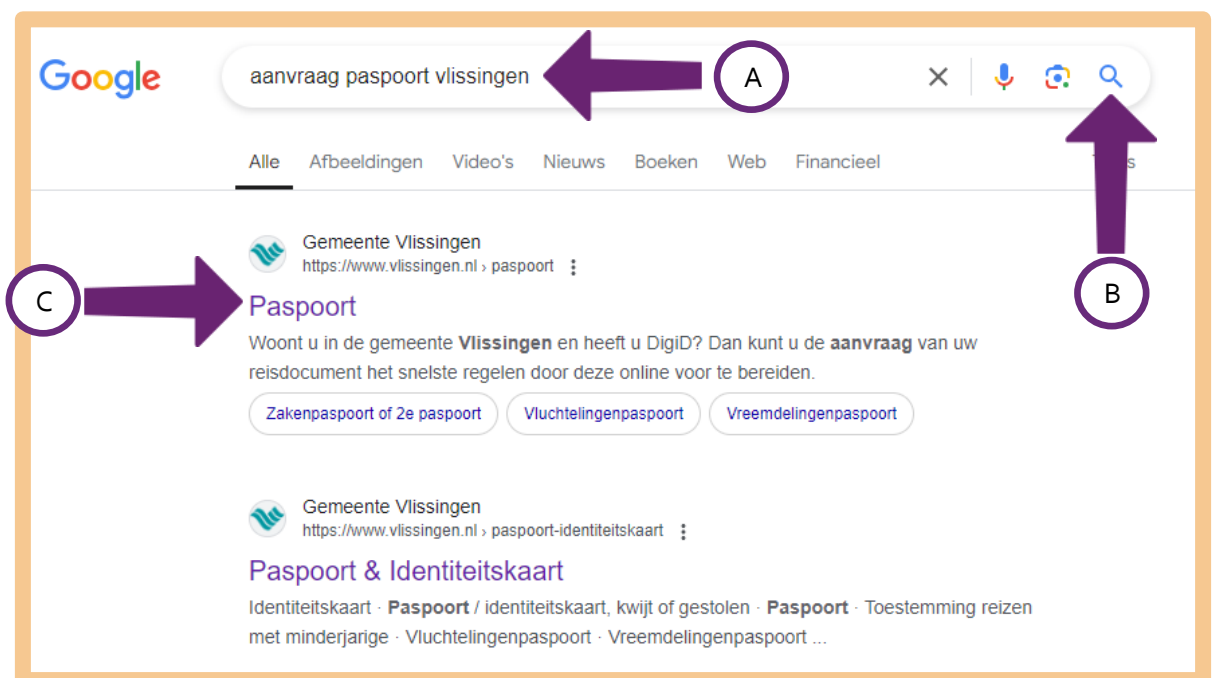 Google
aanvraag paspoort vlissingen
A
Alle Afbeeldingen Video's Nieuws Boeken Web Financieel
B
Gemeente Vlissingen
https://www.vlissingen.nl › paspoort
C
Paspoort
Woont u in de gemeente Vlissingen en heeft u DigiD? Dan kunt u de aanvraag van uw
reisdocument het snelste regelen door deze online voor te bereiden.
Zakenpaspoort of 2e paspoort Vluchtelingenpaspoort Vreemdelingenpaspoort
Gemeente Vlissingen
https://www.vlissingen.nl › paspoort-identiteitskaart
Paspoort & Identiteitskaart
Identiteitskaart · Paspoort / identiteitskaart, kwijt of gestolen · Paspoort · Toestemming reizen
met minderjarige · Vluchtelingenpaspoort · Vreemdelingenpaspoort ...